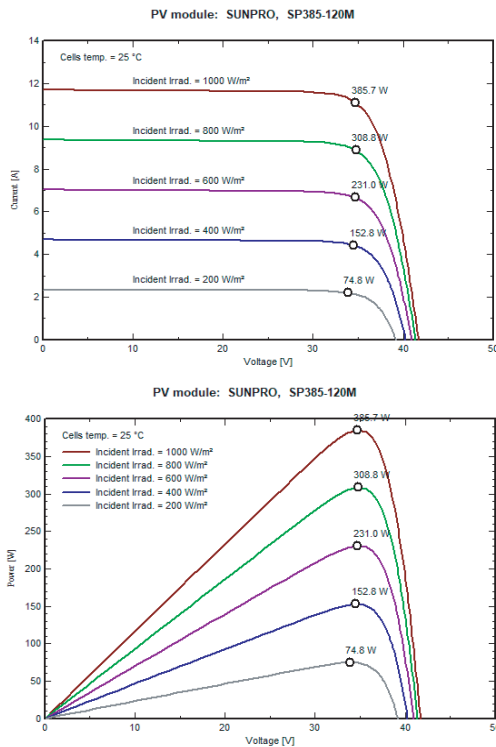 PV module: SUNPRO, SP385-120M
14
Cells temp. = 25 °C
12
Incident Irrad. = 1000 W/m²
385.7 W
10
Incident Irrad. = 800 W/m²
308.8 W
8
Current [A]
Incident Irrad. = 600 W/m²
231.0 W
6
Incident Irrad. = 400 W/m²
152.8 W
4
Incident Irrad. = 200 W/m²
74.8 W
2
0
0 10 20 30 40 50
Voltage [V]
PV module: SUNPRO, SP385-120M
400
385.7 W
Cells temp. = 25 °C
Incident Irrad. = 1000 W/m²
350
Incident Irrad. = 800 W/m²
Incident Irrad. = 600 W/m²
Incident Irrad. = 400 W/m²
308.8 W
300
Incident Irrad. = 200 W/m²
250
231.0 W
Power [W]
200
152.8 W
150
100
74.8 W
50
0
0 10 20 30 40 50
Voltage [V]